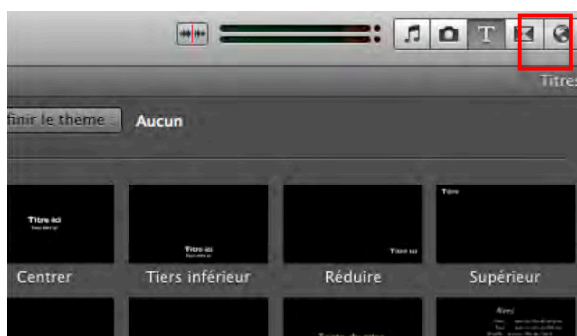 T
Titres
finir le thème...
Aucun
Titre ici
Titre ici
Titre ici
Titre
Centrer
Tiers inférieur
Réduire
Supérieur